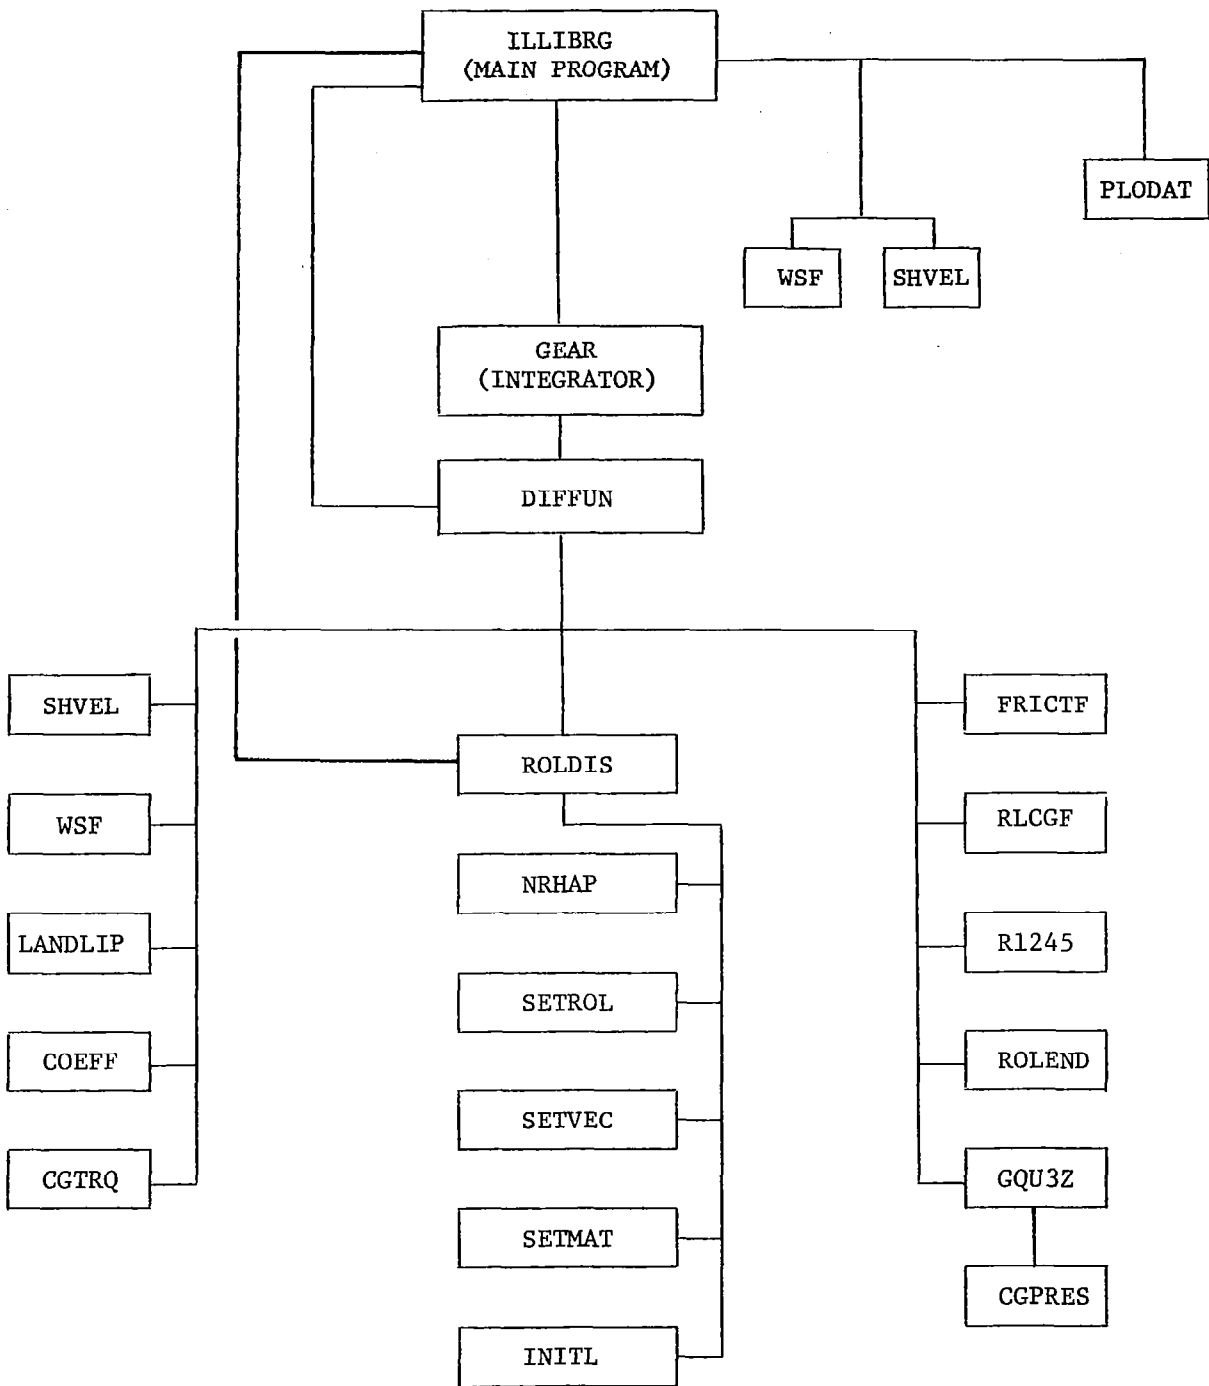 ILLIBRG
(MAIN PROGRAM)
PLODAT
WSF
SHVEL
GEAR
(INTEGRATOR)
DIFFUN
SHVEL
FRICTF
ROLDIS
WSF
RLCGF
NRHAP
LANDLIP
R1245
SETROL
COEFF
ROLEND
SETVEC
CGTRQ
GQU3Z
SETMAT
CGPRES
INITL